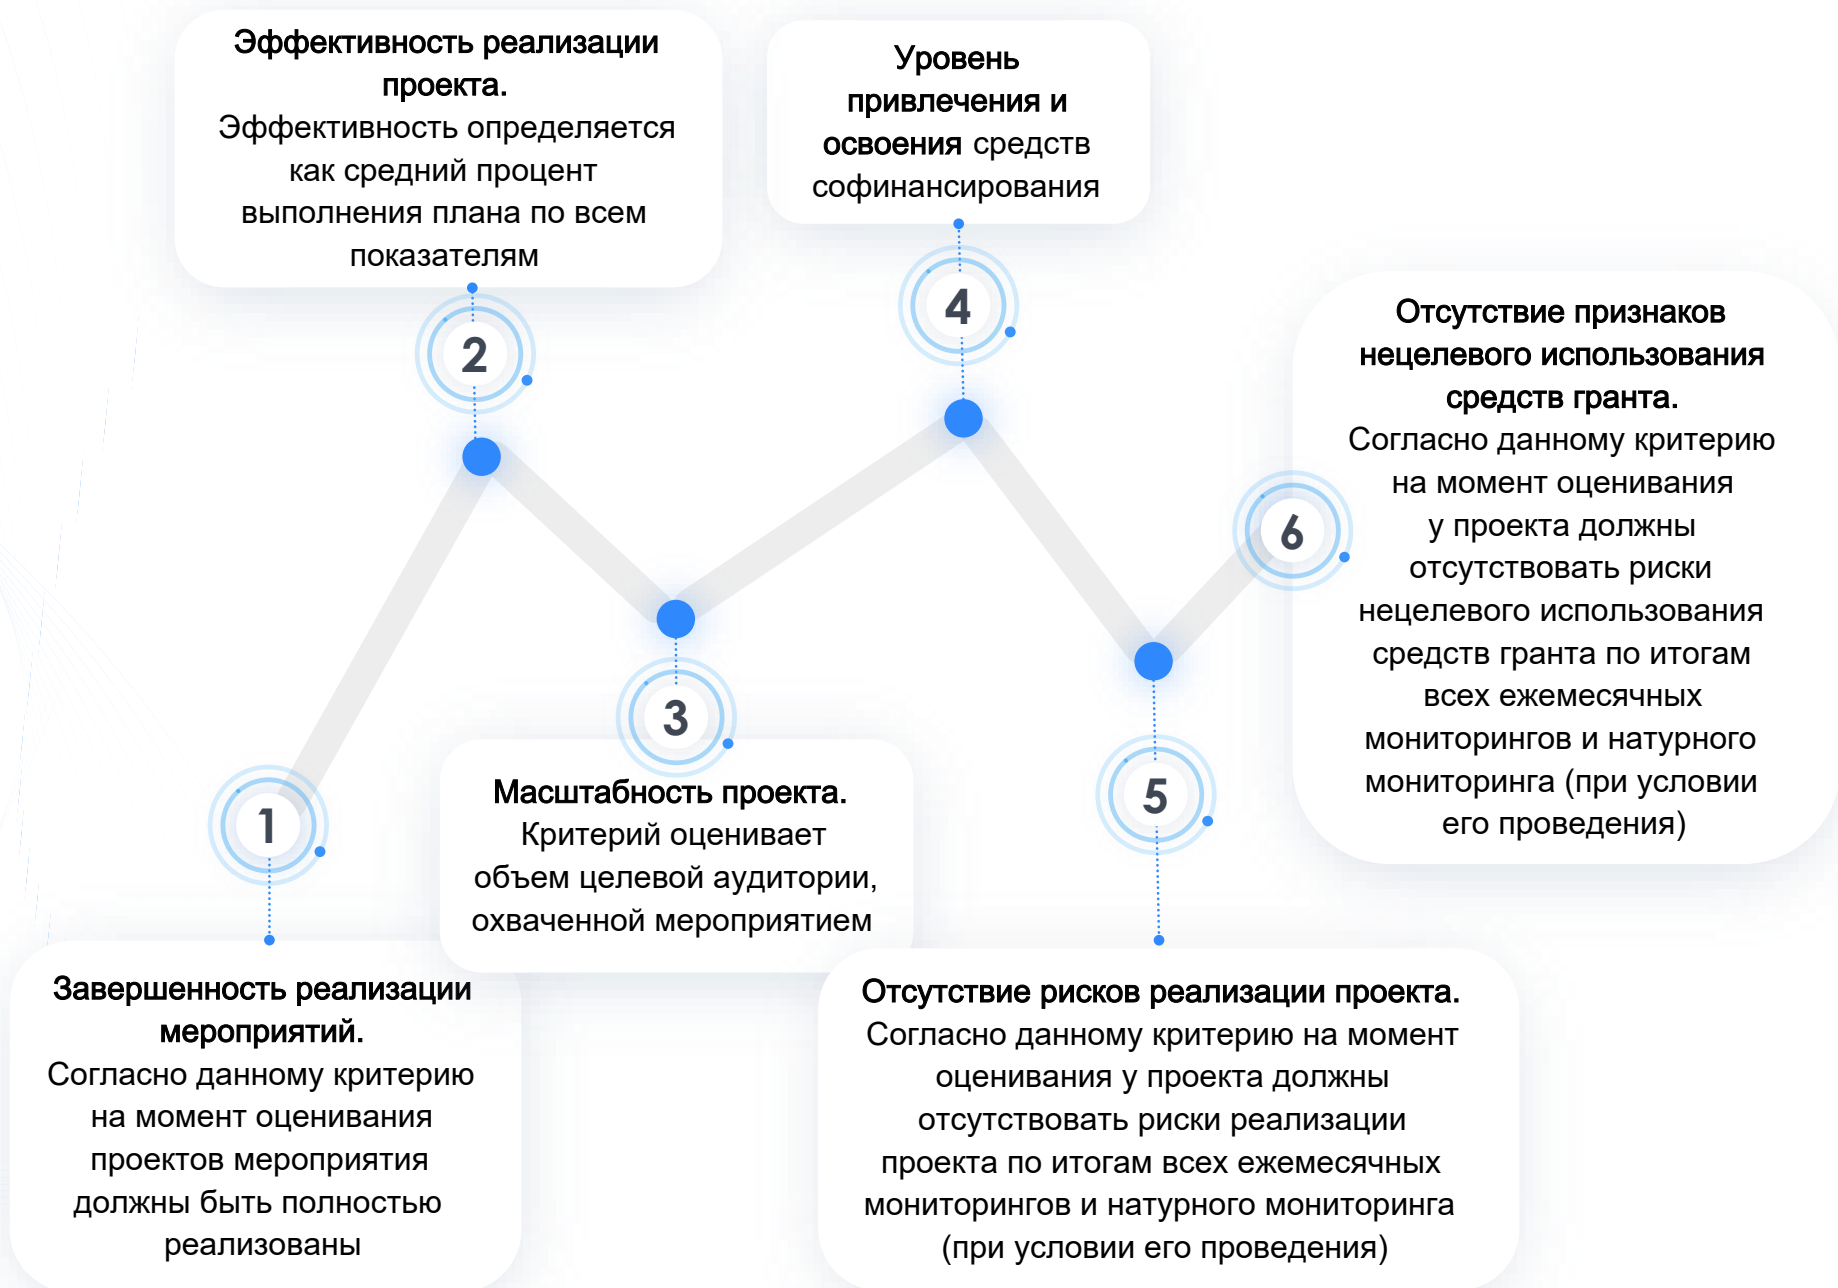 1
Завершенность реализации
мероприятий.
Согласно данному критерию
на момент оценивания
проектов мероприятия
должны быть полностью
реализованы
2
Эффективность реализации
проекта.
Эффективность определяется
как средний процент
выполнения плана по всем
показателям
3
Масштабность проекта.
Критерий оценивает
объем целевой аудитории,
охваченной мероприятием
4
Уровень
привлечения и
освоения средств
софинансирования
5
Отсутствие рисков реализации проекта.
Согласно данному критерию на момент
оценивания у проекта должны
отсутствовать риски реализации
проекта по итогам всех ежемесячных
мониторингов и натурного мониторинга
(при условии его проведения)
6
Отсутствие признаков
нецелевого использования
средств гранта.
Согласно данному критерию
на момент оценивания
у проекта должны
отсутствовать риски
нецелевого использования
средств гранта по итогам
всех ежемесячных
мониторингов и натурного
мониторинга (при условии
его проведения)